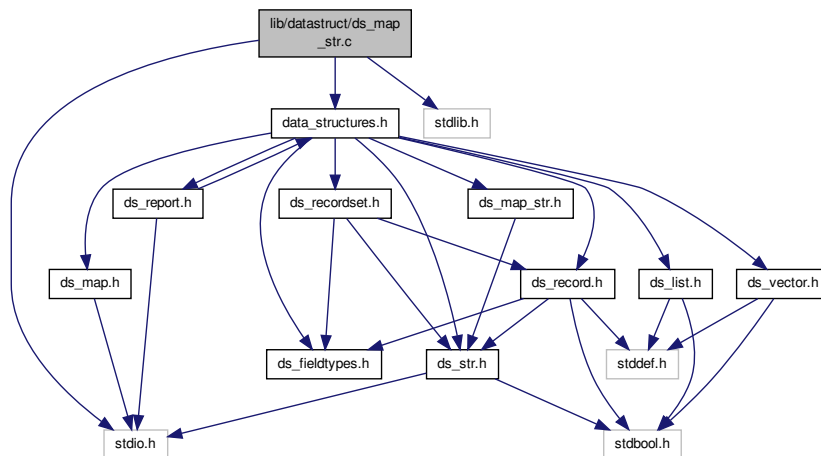 lib/datastruct/ds_map
_str.c
data_structures.h
stdlib.h
ds_report.h
ds_recordset.h
ds_map_str.h
ds_map.h
ds_record.h
ds_list.h
ds_vector.h
ds_fieldtypes.h
ds_str.h
stddef.h
stdio.h
stdbool.h